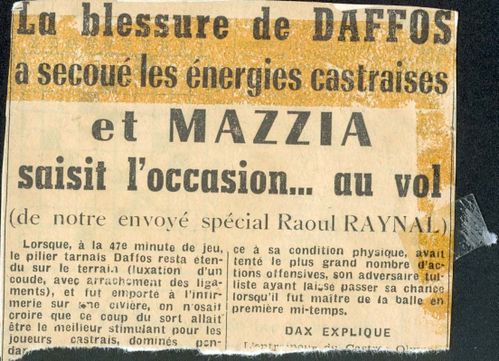 La blessure de DAFFOS
a secoué les énergies castraises
et MAZZIA
saisit l'occasion... au vol
(de notre envoyé spécial Raoul RAYNAL)
Lorsque, à la 47e minute de jeu,
le pilier tarnais Daffos resta éten-
du sur le terrain (luxation d'un
coude, avec arrachement des liga-
ments), et fut emporté à l'infir-
merie sur une civière, on n'osait
croire que ce coup du sort allait
être le meilleur stimulant pour les
joueurs castrais, dominés pen-
ce à sa condition physique, avait
tenté le plus grand nombre d'ac-
tions offensives, son adversaire tu-
liste ayant laissé passer sa chance
lorsqu'il fut maître de la balle en
première mi-temps.
DAX EXPLIQUE